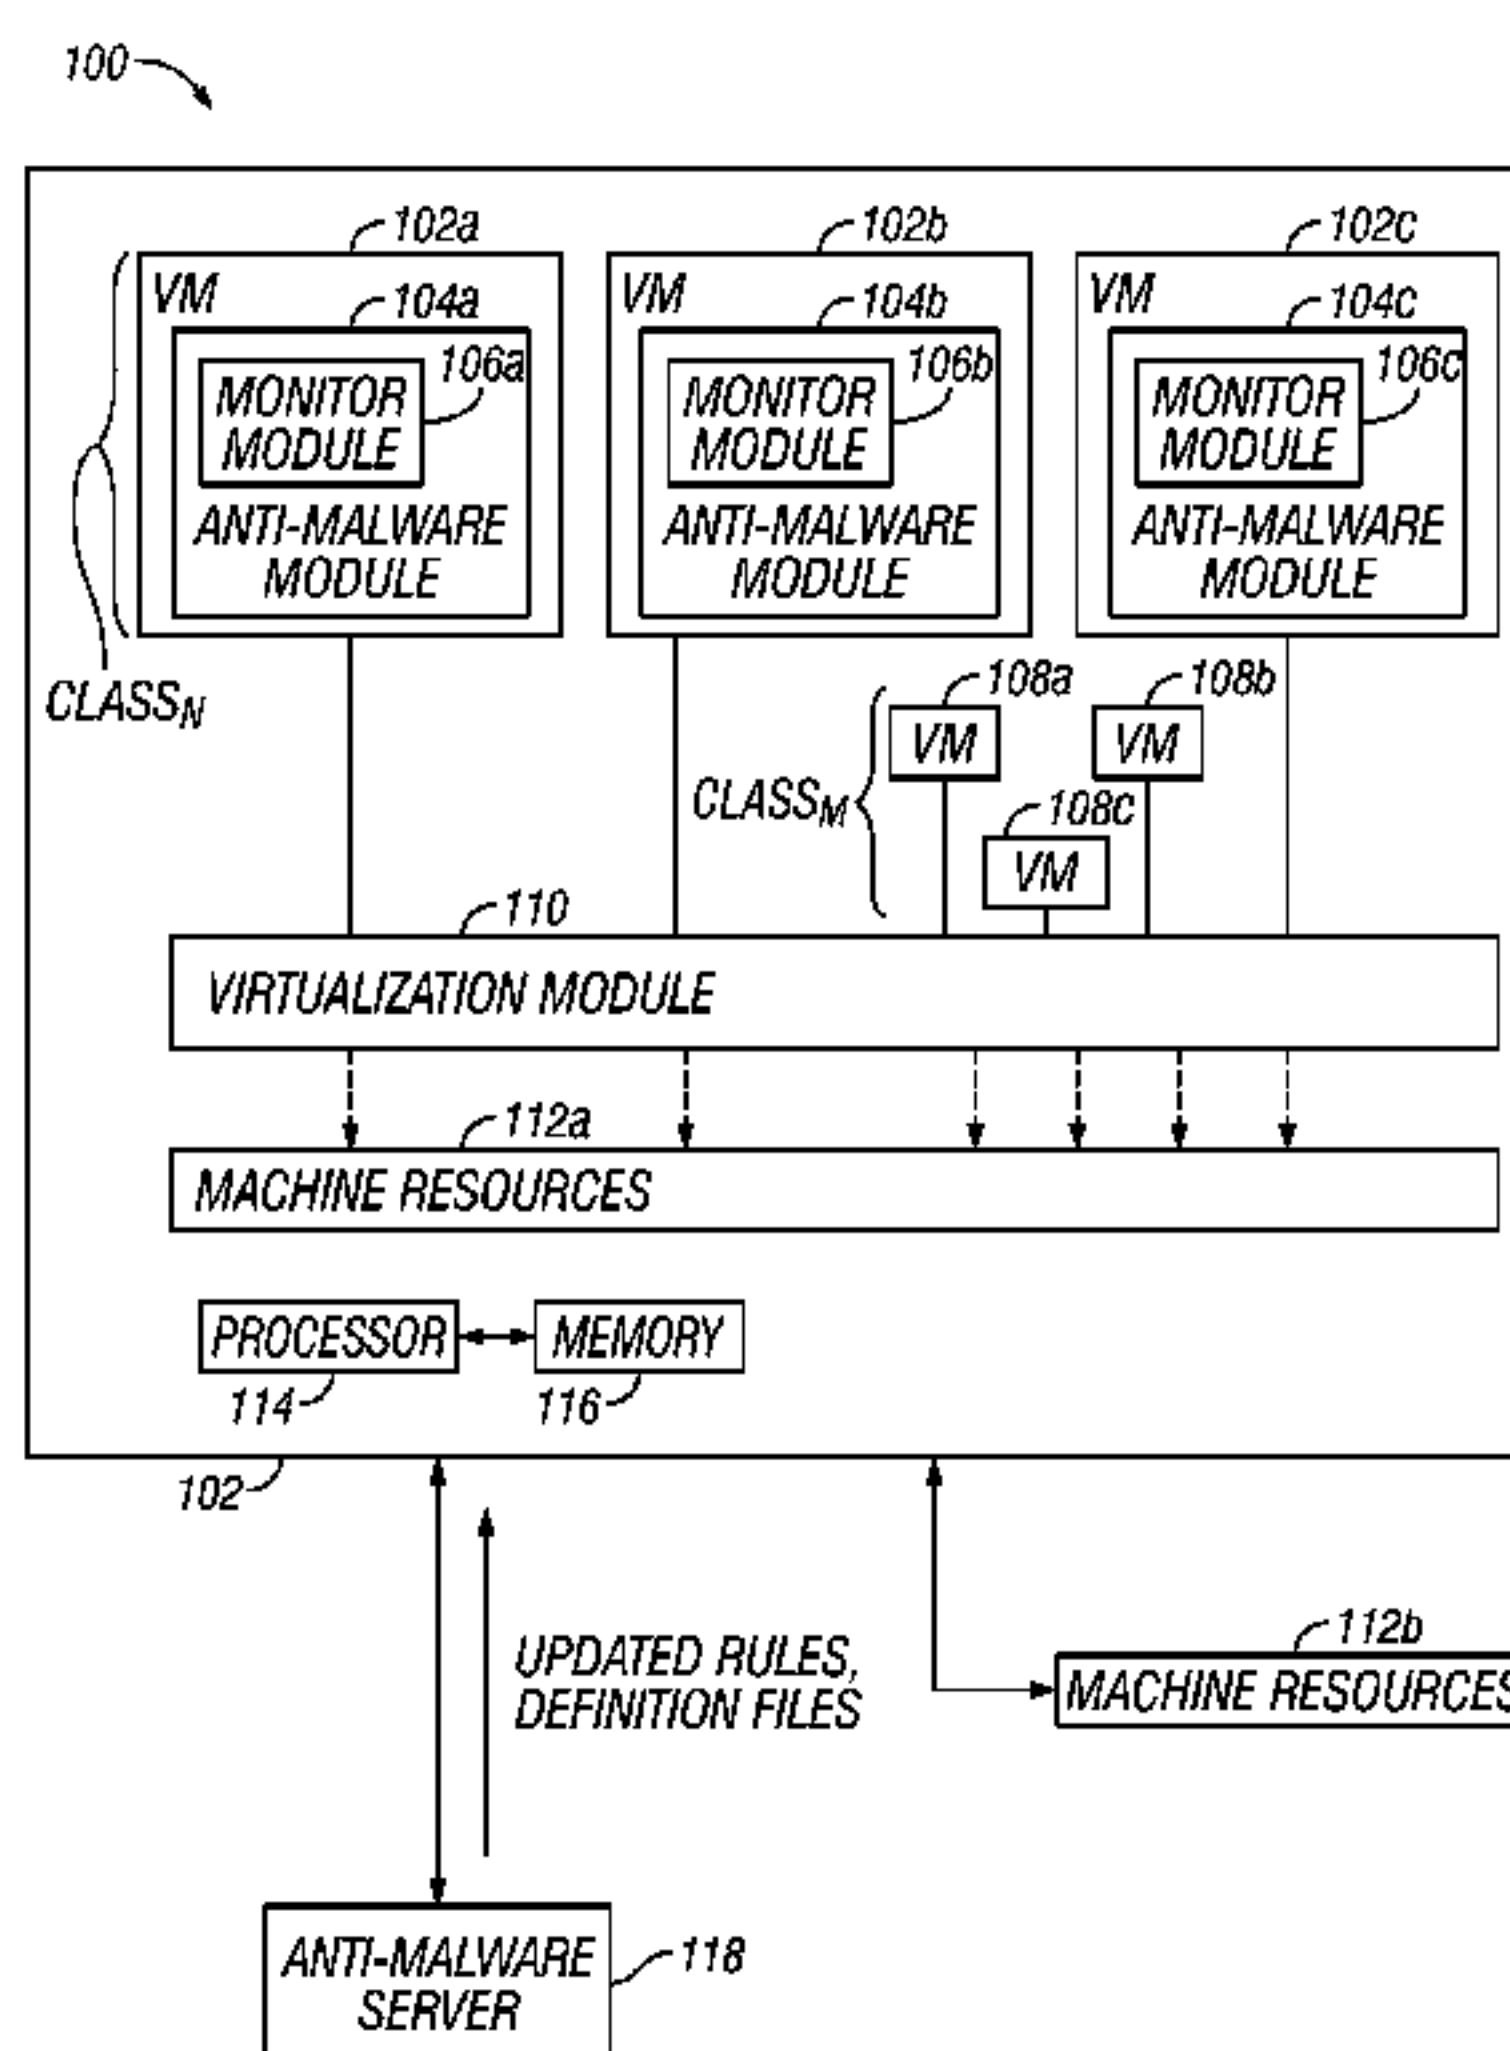 100
102a
102b
102c
VM
104a
VM
104b
VM
104c
106a
106b
106c
MONITOR
MODULE
MONITOR
MODULE
MONITOR
MODULE
ANTI-MALWARE
MODULE
ANTI-MALWARE
MODULE
ANTI-MALWARE
MODULE
CLASSN
108a
108b
VM
VM
CLASSM
108c
VM
110
VIRTUALIZATION MODULE
112a
MACHINE RESOURCES
PROCESSOR
MEMORY
114
116
102
UPDATED RULES,
DEFINITION FILES
112b
MACHINE RESOURCES
ANTI-MALWARE
SERVER
118